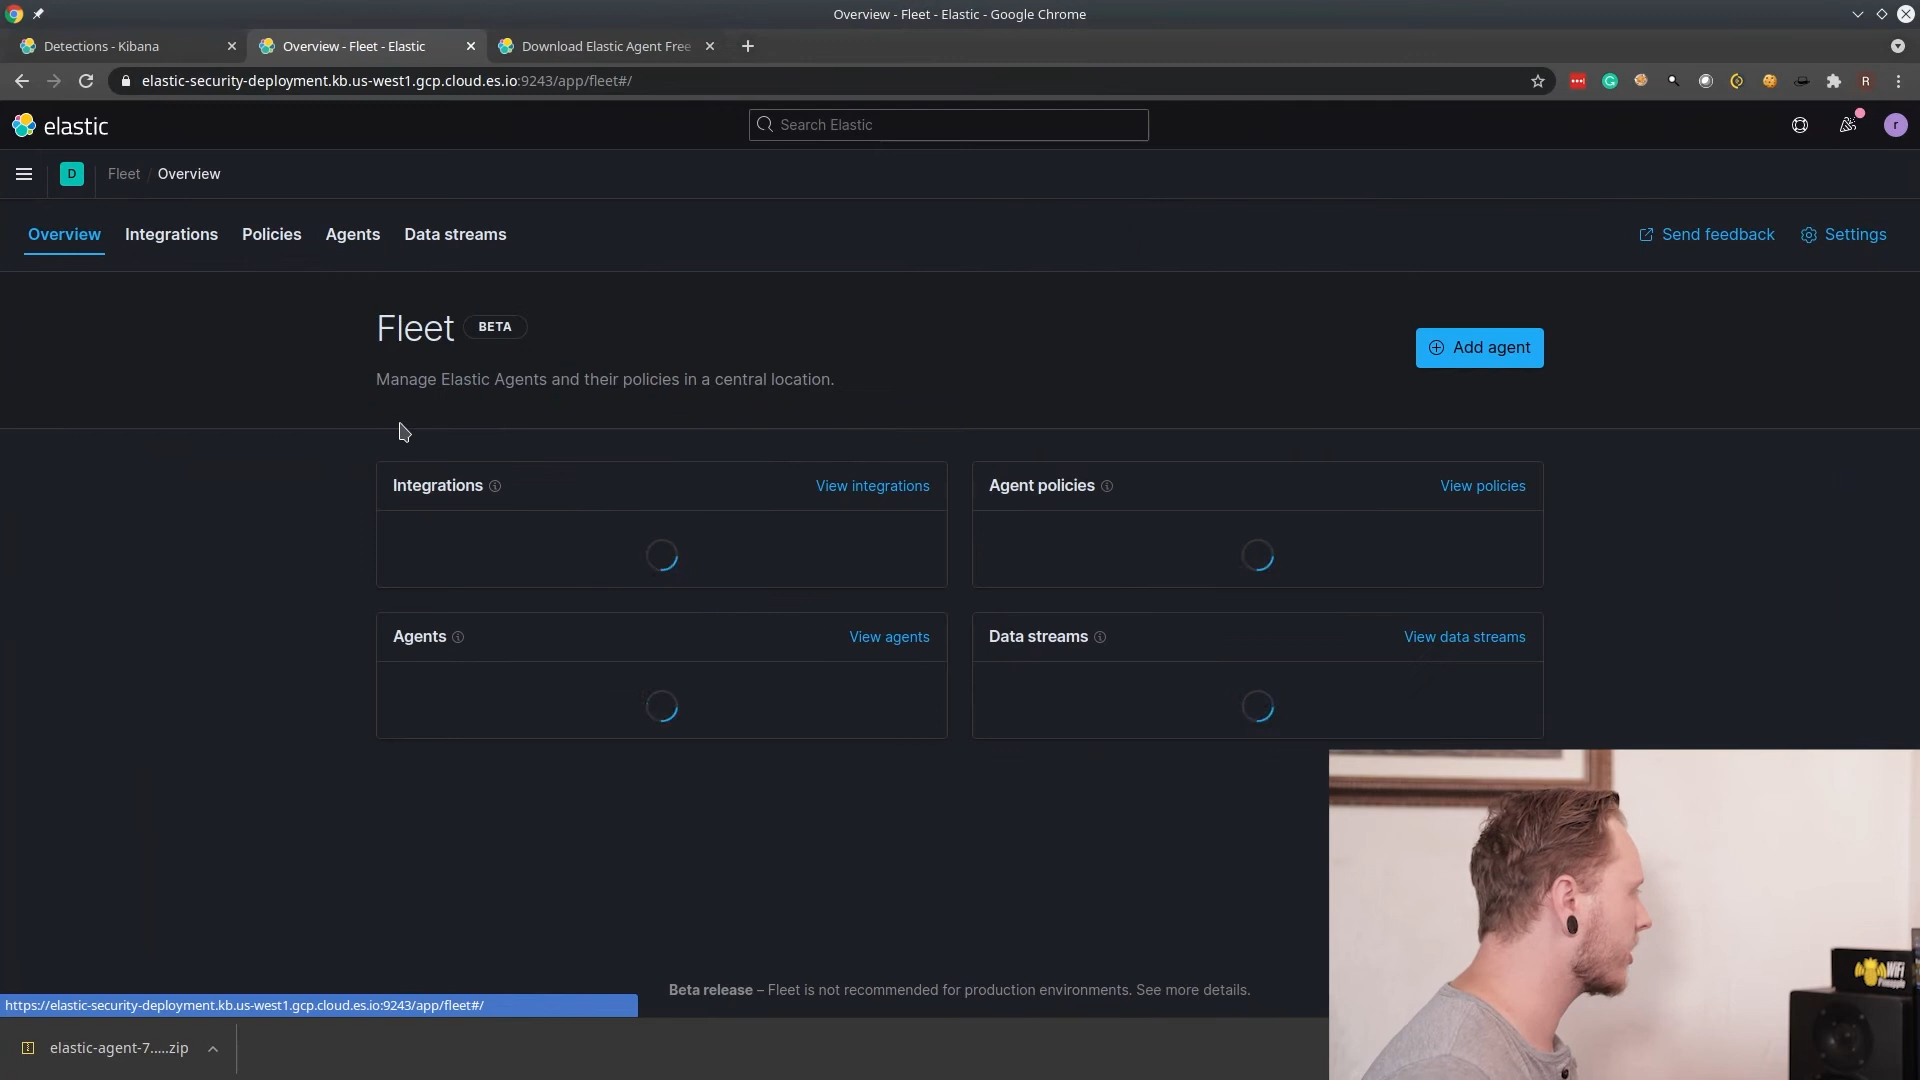 Overview - Fleet - Elastic - Google Chrome
Detections - Kibana
Overview - Fleet - Elastic
Download Elastic Agent Free
elastic-security-deployment.kb.us-west1.gcp.cloud.es.io:9243/app/fleet#/
R
elastic
Search Elastic
r
D
Fleet / Overview
Overview
Integrations
Policies
Agents
Data streams
Send feedback
Settings
Fleet BETA
Add agent
Manage Elastic Agents and their policies in a central location.
Integrations
View integrations
Agent policies
View policies
Agents
View agents
Data streams
View data streams
Beta release – Fleet is not recommended for production environments. See more details.
https://elastic-security-deployment.kb.us-west1.gcp.cloud.es.io:9243/app/fleet#/
elastic-agent-7.....zip
WiFi
Pineapple